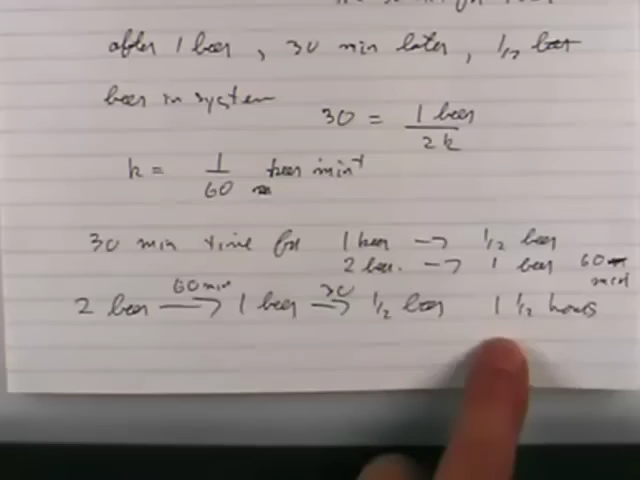 after 1 beer, 30 min later, 1/2 beer
beer in system
30 = 1 beer / 2k
k = 1/60 beer min⁻¹
30 min time for 1 beer → 1/2 beer
2 beer. → 1 beer 60 min
2 beer —60 min→ 1 beer —30→ 1/2 beer 1 1/2 hours